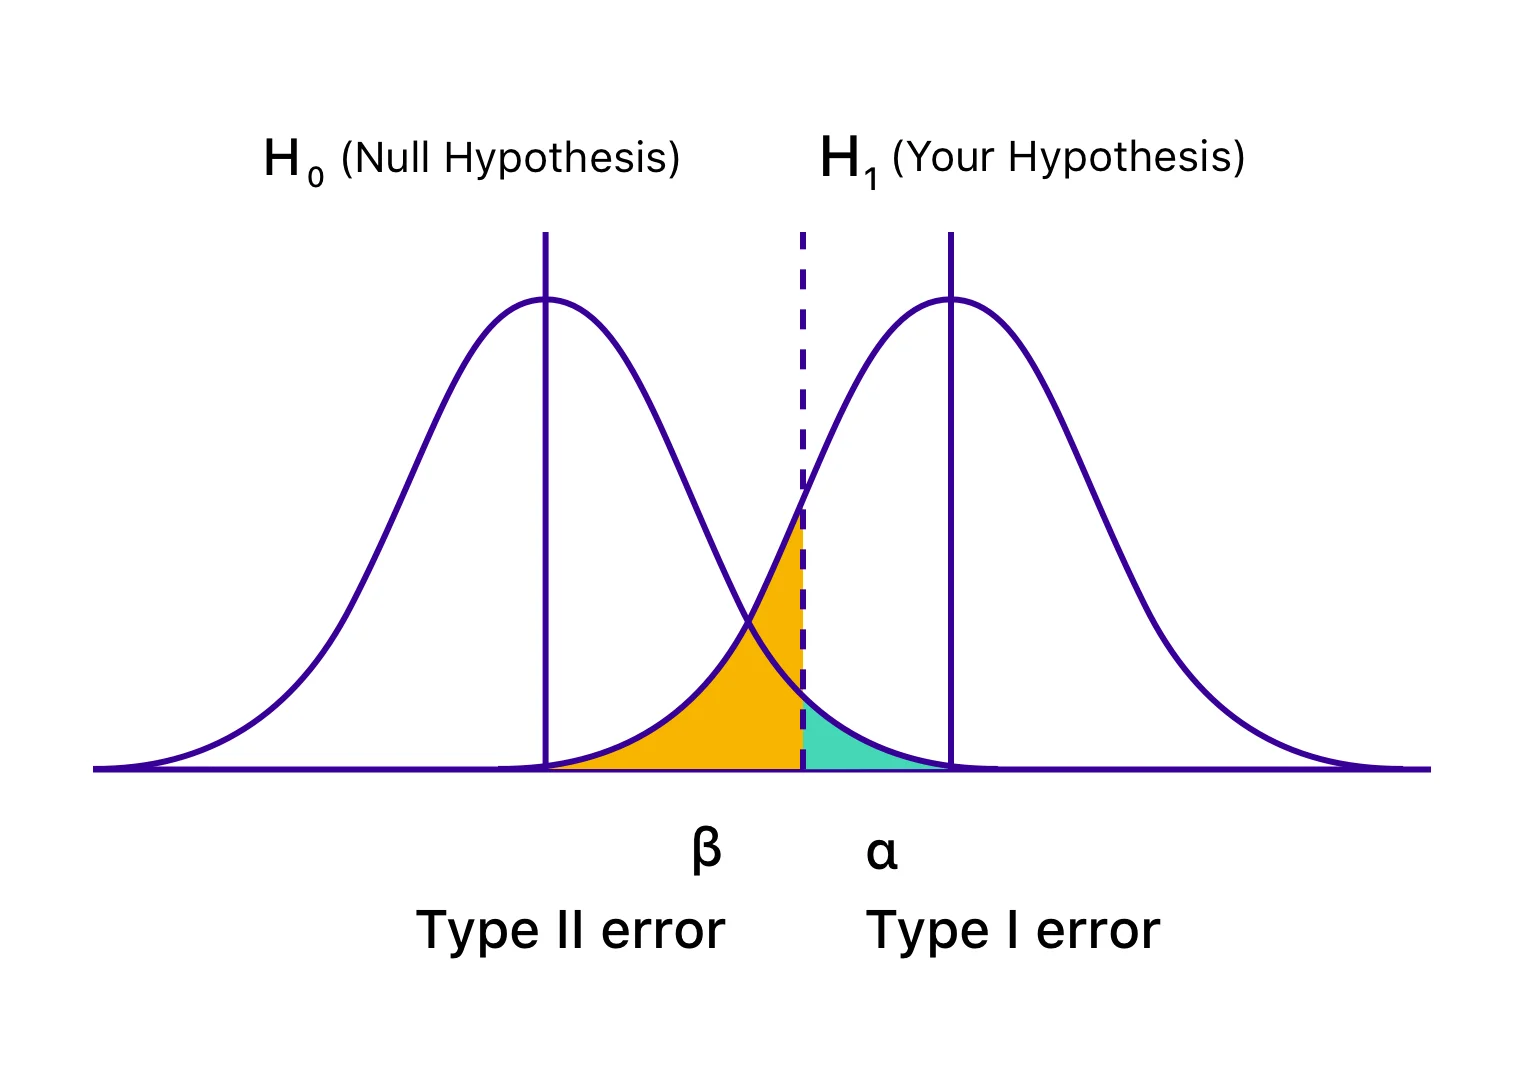 H₀ (Null Hypothesis) H₁ (Your Hypothesis)
β α
Type II error Type I error